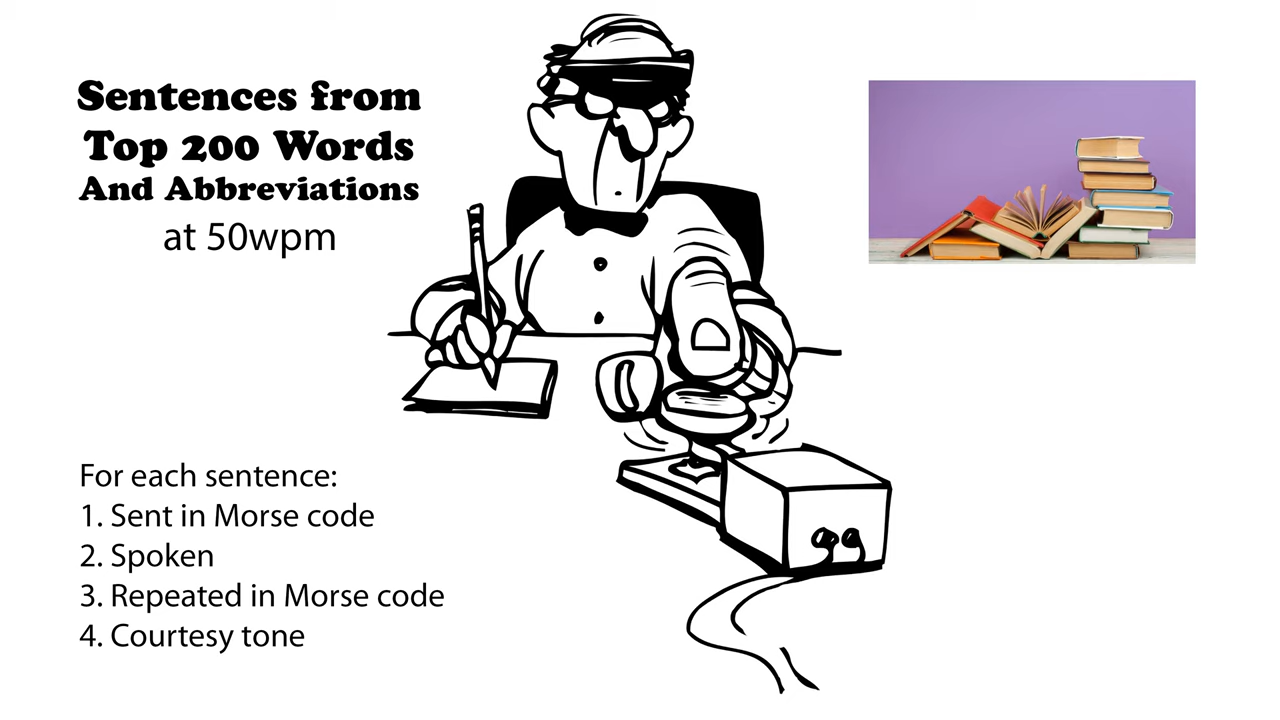 Sentences from
Top 200 Words
And Abbreviations
at 50wpm
For each sentence:
1. Sent in Morse code
2. Spoken
3. Repeated in Morse code
4. Courtesy tone